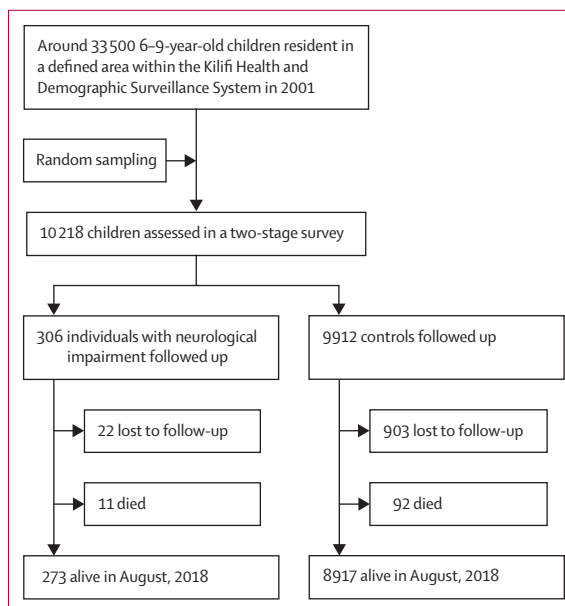 Around 33 500 6–9-year-old children resident in
a defined area within the Kilifi Health and
Demographic Surveillance System in 2001
Random sampling
10 218 children assessed in a two-stage survey
306 individuals with neurological
impairment followed up
9912 controls followed up
22 lost to follow-up
903 lost to follow-up
11 died
92 died
273 alive in August, 2018
8917 alive in August, 2018